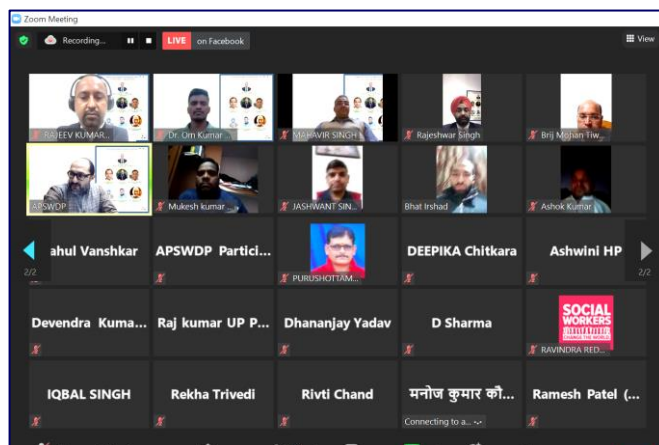 Zoom Meeting
Recording...
LIVE on Facebook
View
RAJEEV KUMAR...
Dr. Om Kumar
MAHAVIR SINGH
Rajeshwar Singh
Brij Mohan Tiw...
APSWDP
Mukesh kumar
JASHWANT SIN...
Bhat Irshad
Ashok Kumar
ahul Vanshkar
APSWDP Partici...
PURUSHOTTAM...
DEEPIKA Chitkara
Ashwini HP
2/2
2/2
Devendra Kuma...
Raj kumar UP P...
Dhananjay Yadav
D Sharma
SOCIAL
WORKERS
CHANGE THE WORLD
RAVINDRA RED...
IQBAL SINGH
Rekha Trivedi
Rivti Chand
मनोज कुमार कौ...
Connecting to a...
Ramesh Patel (...